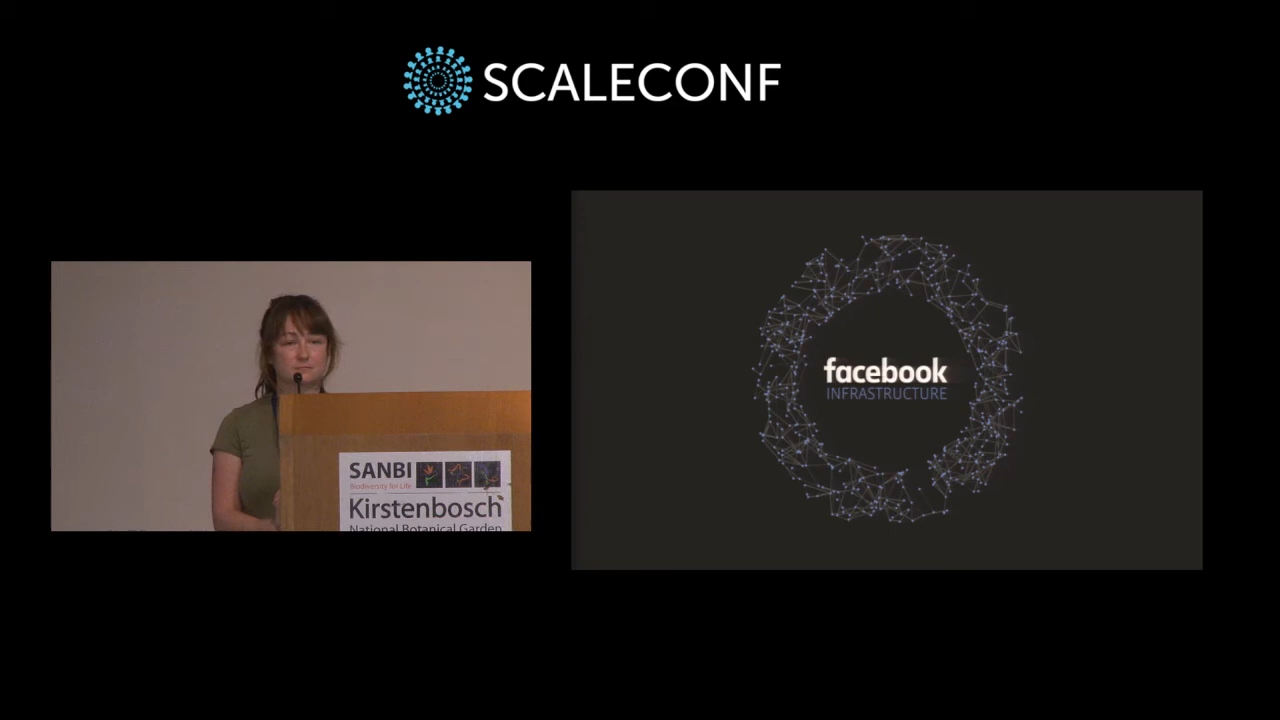 SCALECONF
facebook
INFRASTRUCTURE
SANBI
Biodiversity for Life
Kirstenbosch
National Botanical Garden